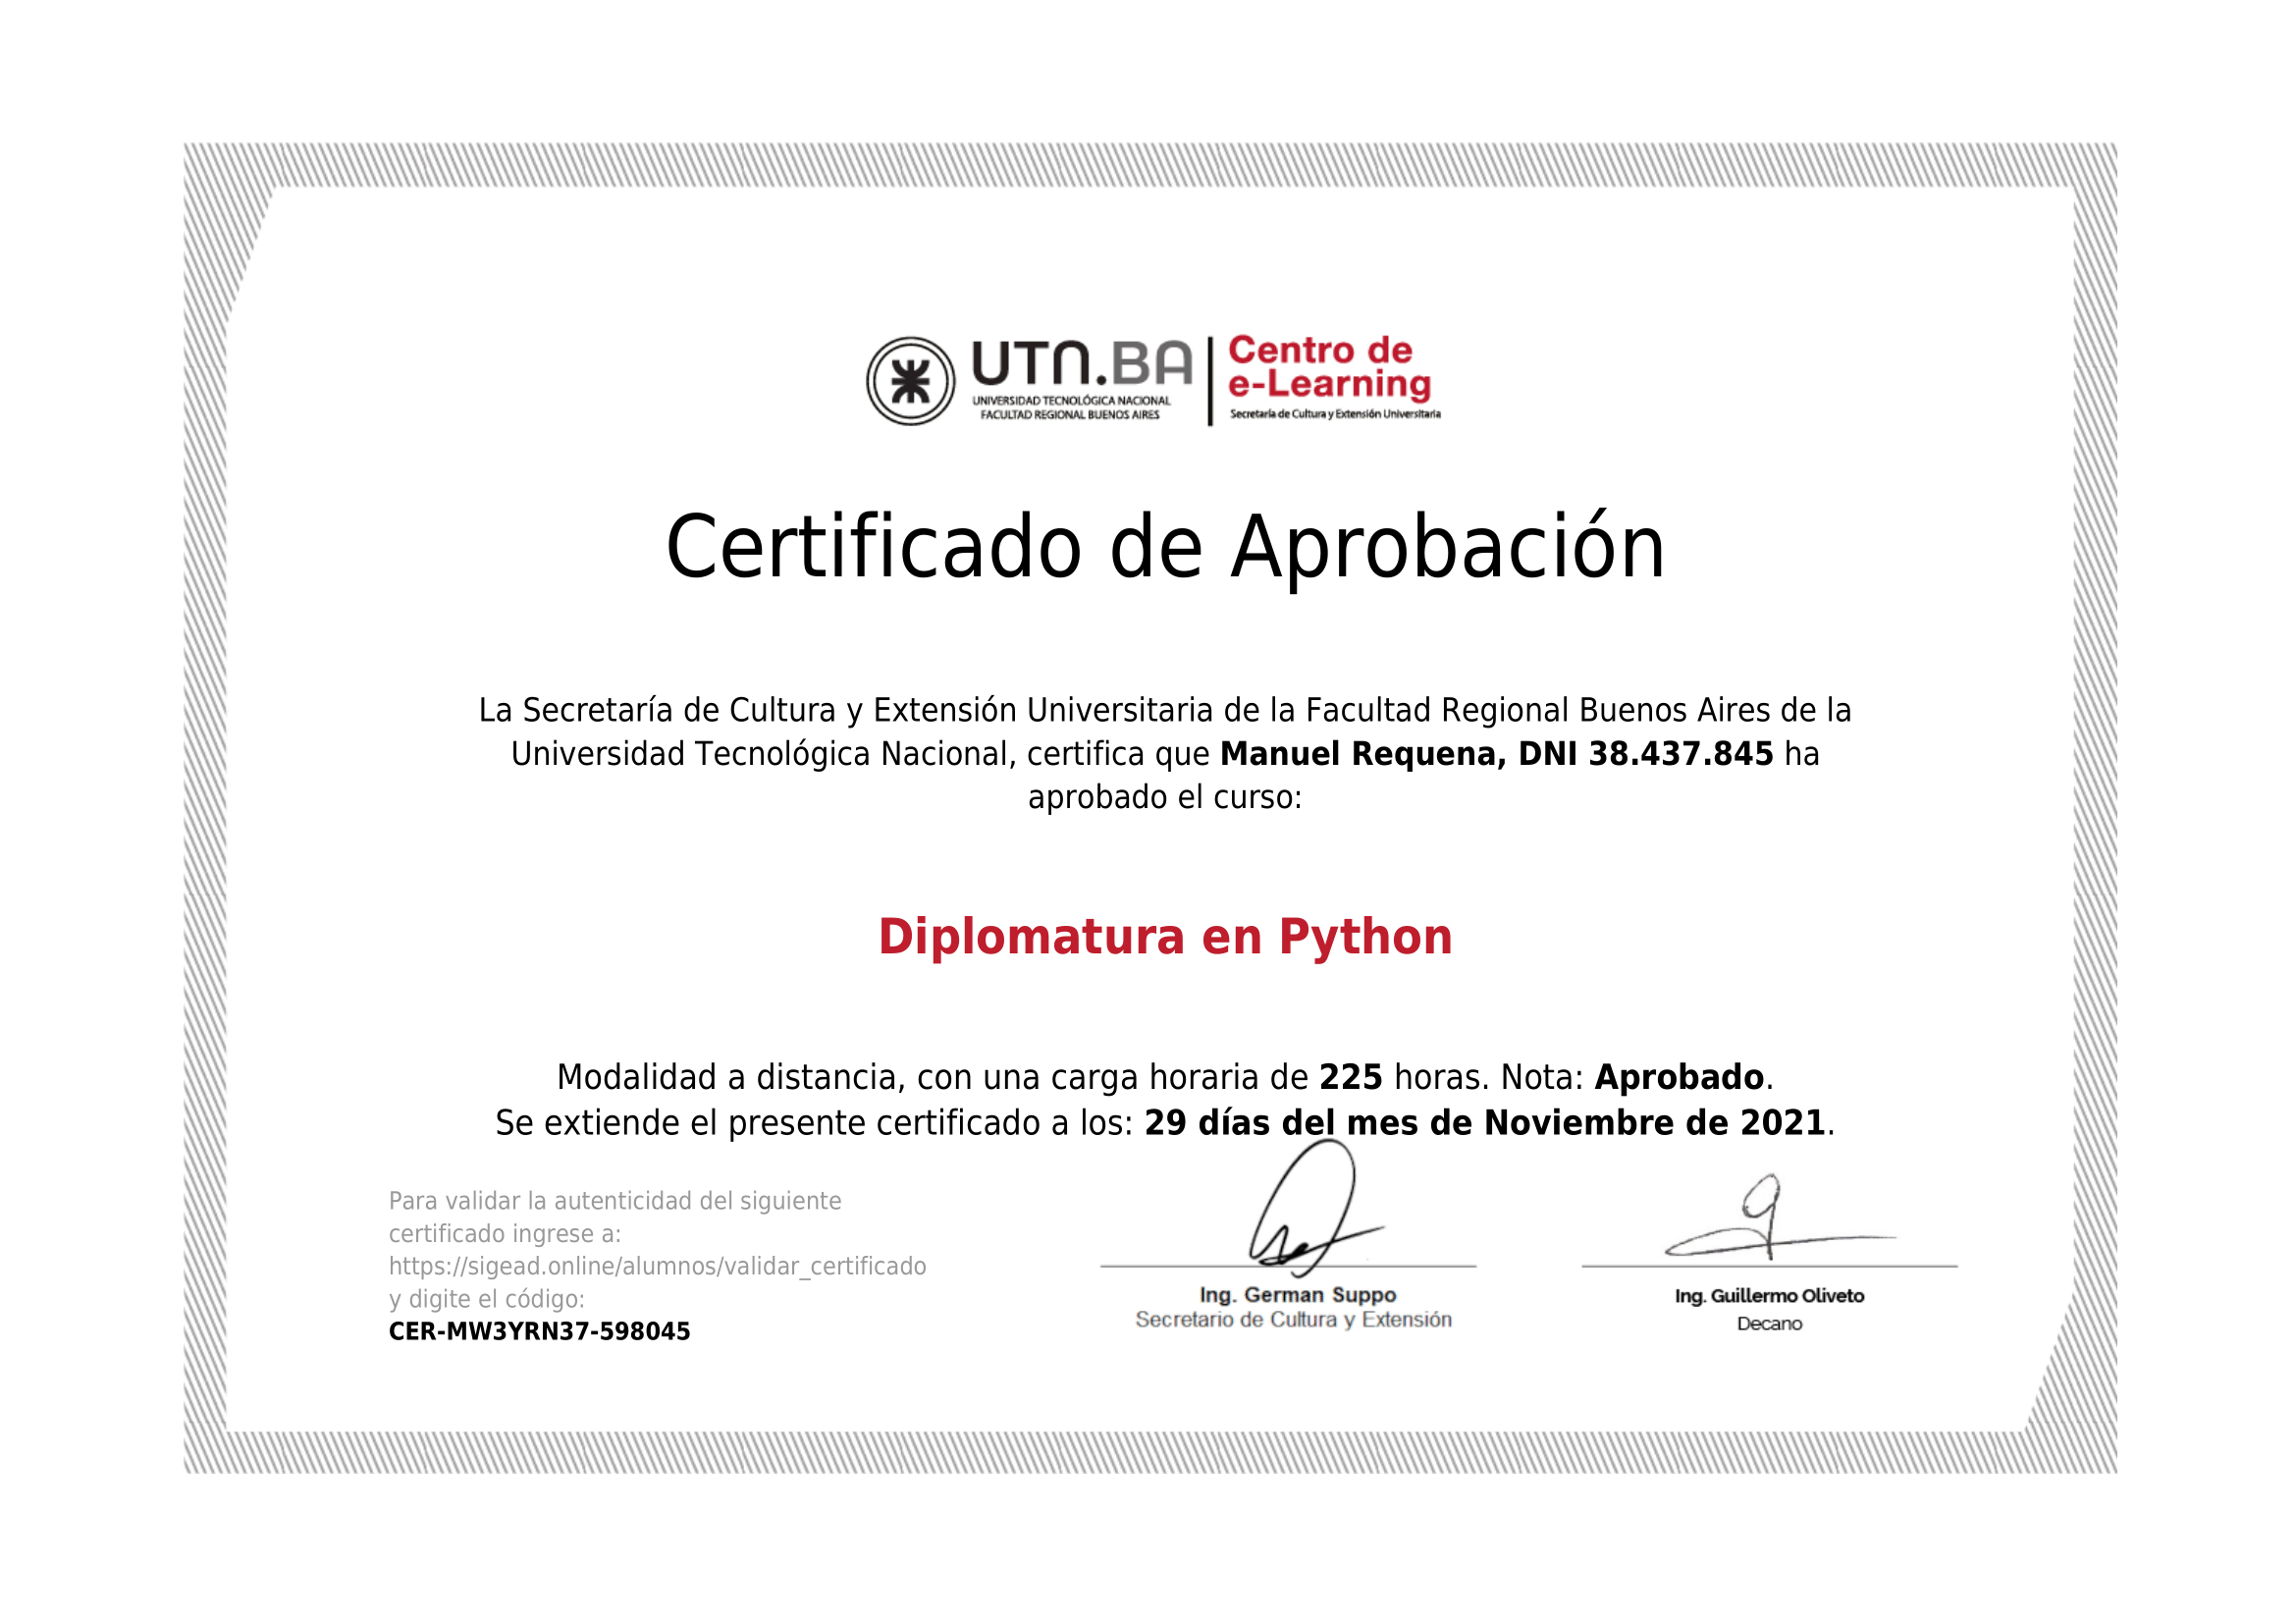 UTN.BA
UNIVERSIDAD TECNOLÓGICA NACIONAL
FACULTAD REGIONAL BUENOS AIRES
Centro de
e-Learning
Secretaría de Cultura y Extensión Universitaria
Certificado de Aprobación
La Secretaría de Cultura y Extensión Universitaria de la Facultad Regional Buenos Aires de la
Universidad Tecnológica Nacional, certifica que Manuel Requena, DNI 38.437.845 ha
aprobado el curso:
Diplomatura en Python
Modalidad a distancia, con una carga horaria de 225 horas. Nota: Aprobado.
Se extiende el presente certificado a los: 29 días del mes de Noviembre de 2021.
Para validar la autenticidad del siguiente
certificado ingrese a:
https://sigead.online/alumnos/validar_certificado
y digite el código:
CER-MW3YRN37-598045
Ing. German Suppo
Secretario de Cultura y Extensión
Ing. Guillermo Oliveto
Decano